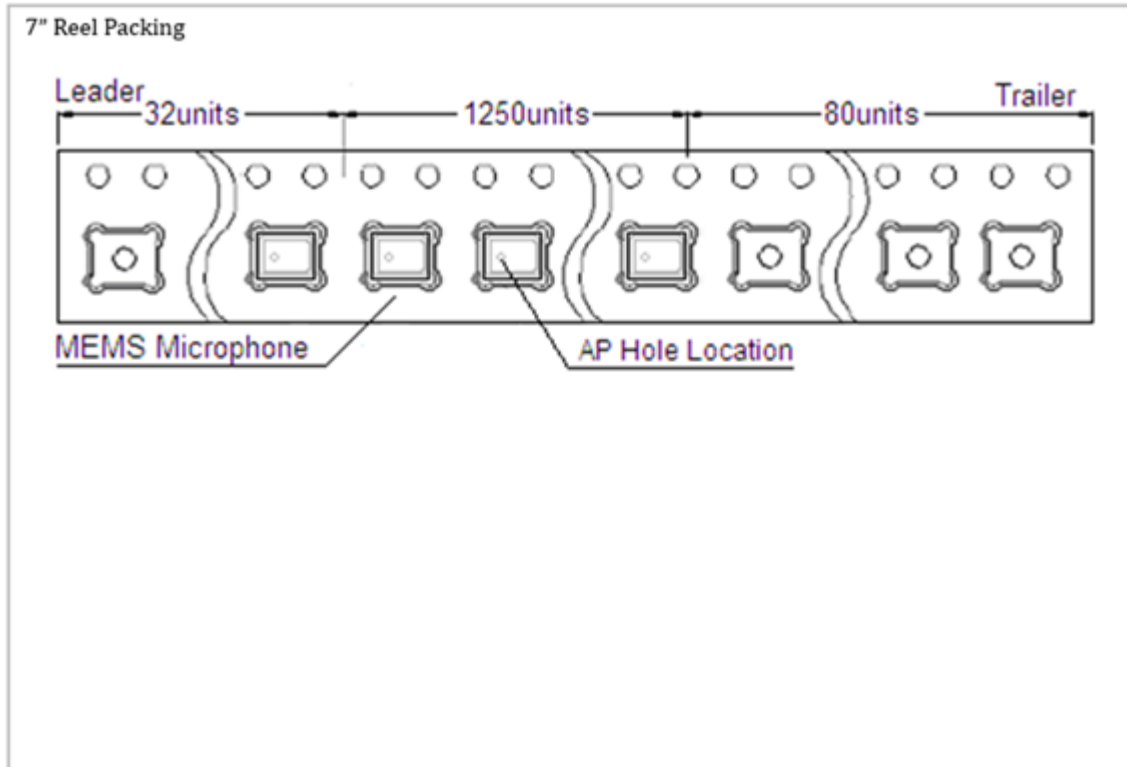 7” Reel Packing
Leader
Trailer
32units
1250units
80units
MEMS Microphone
AP Hole Location